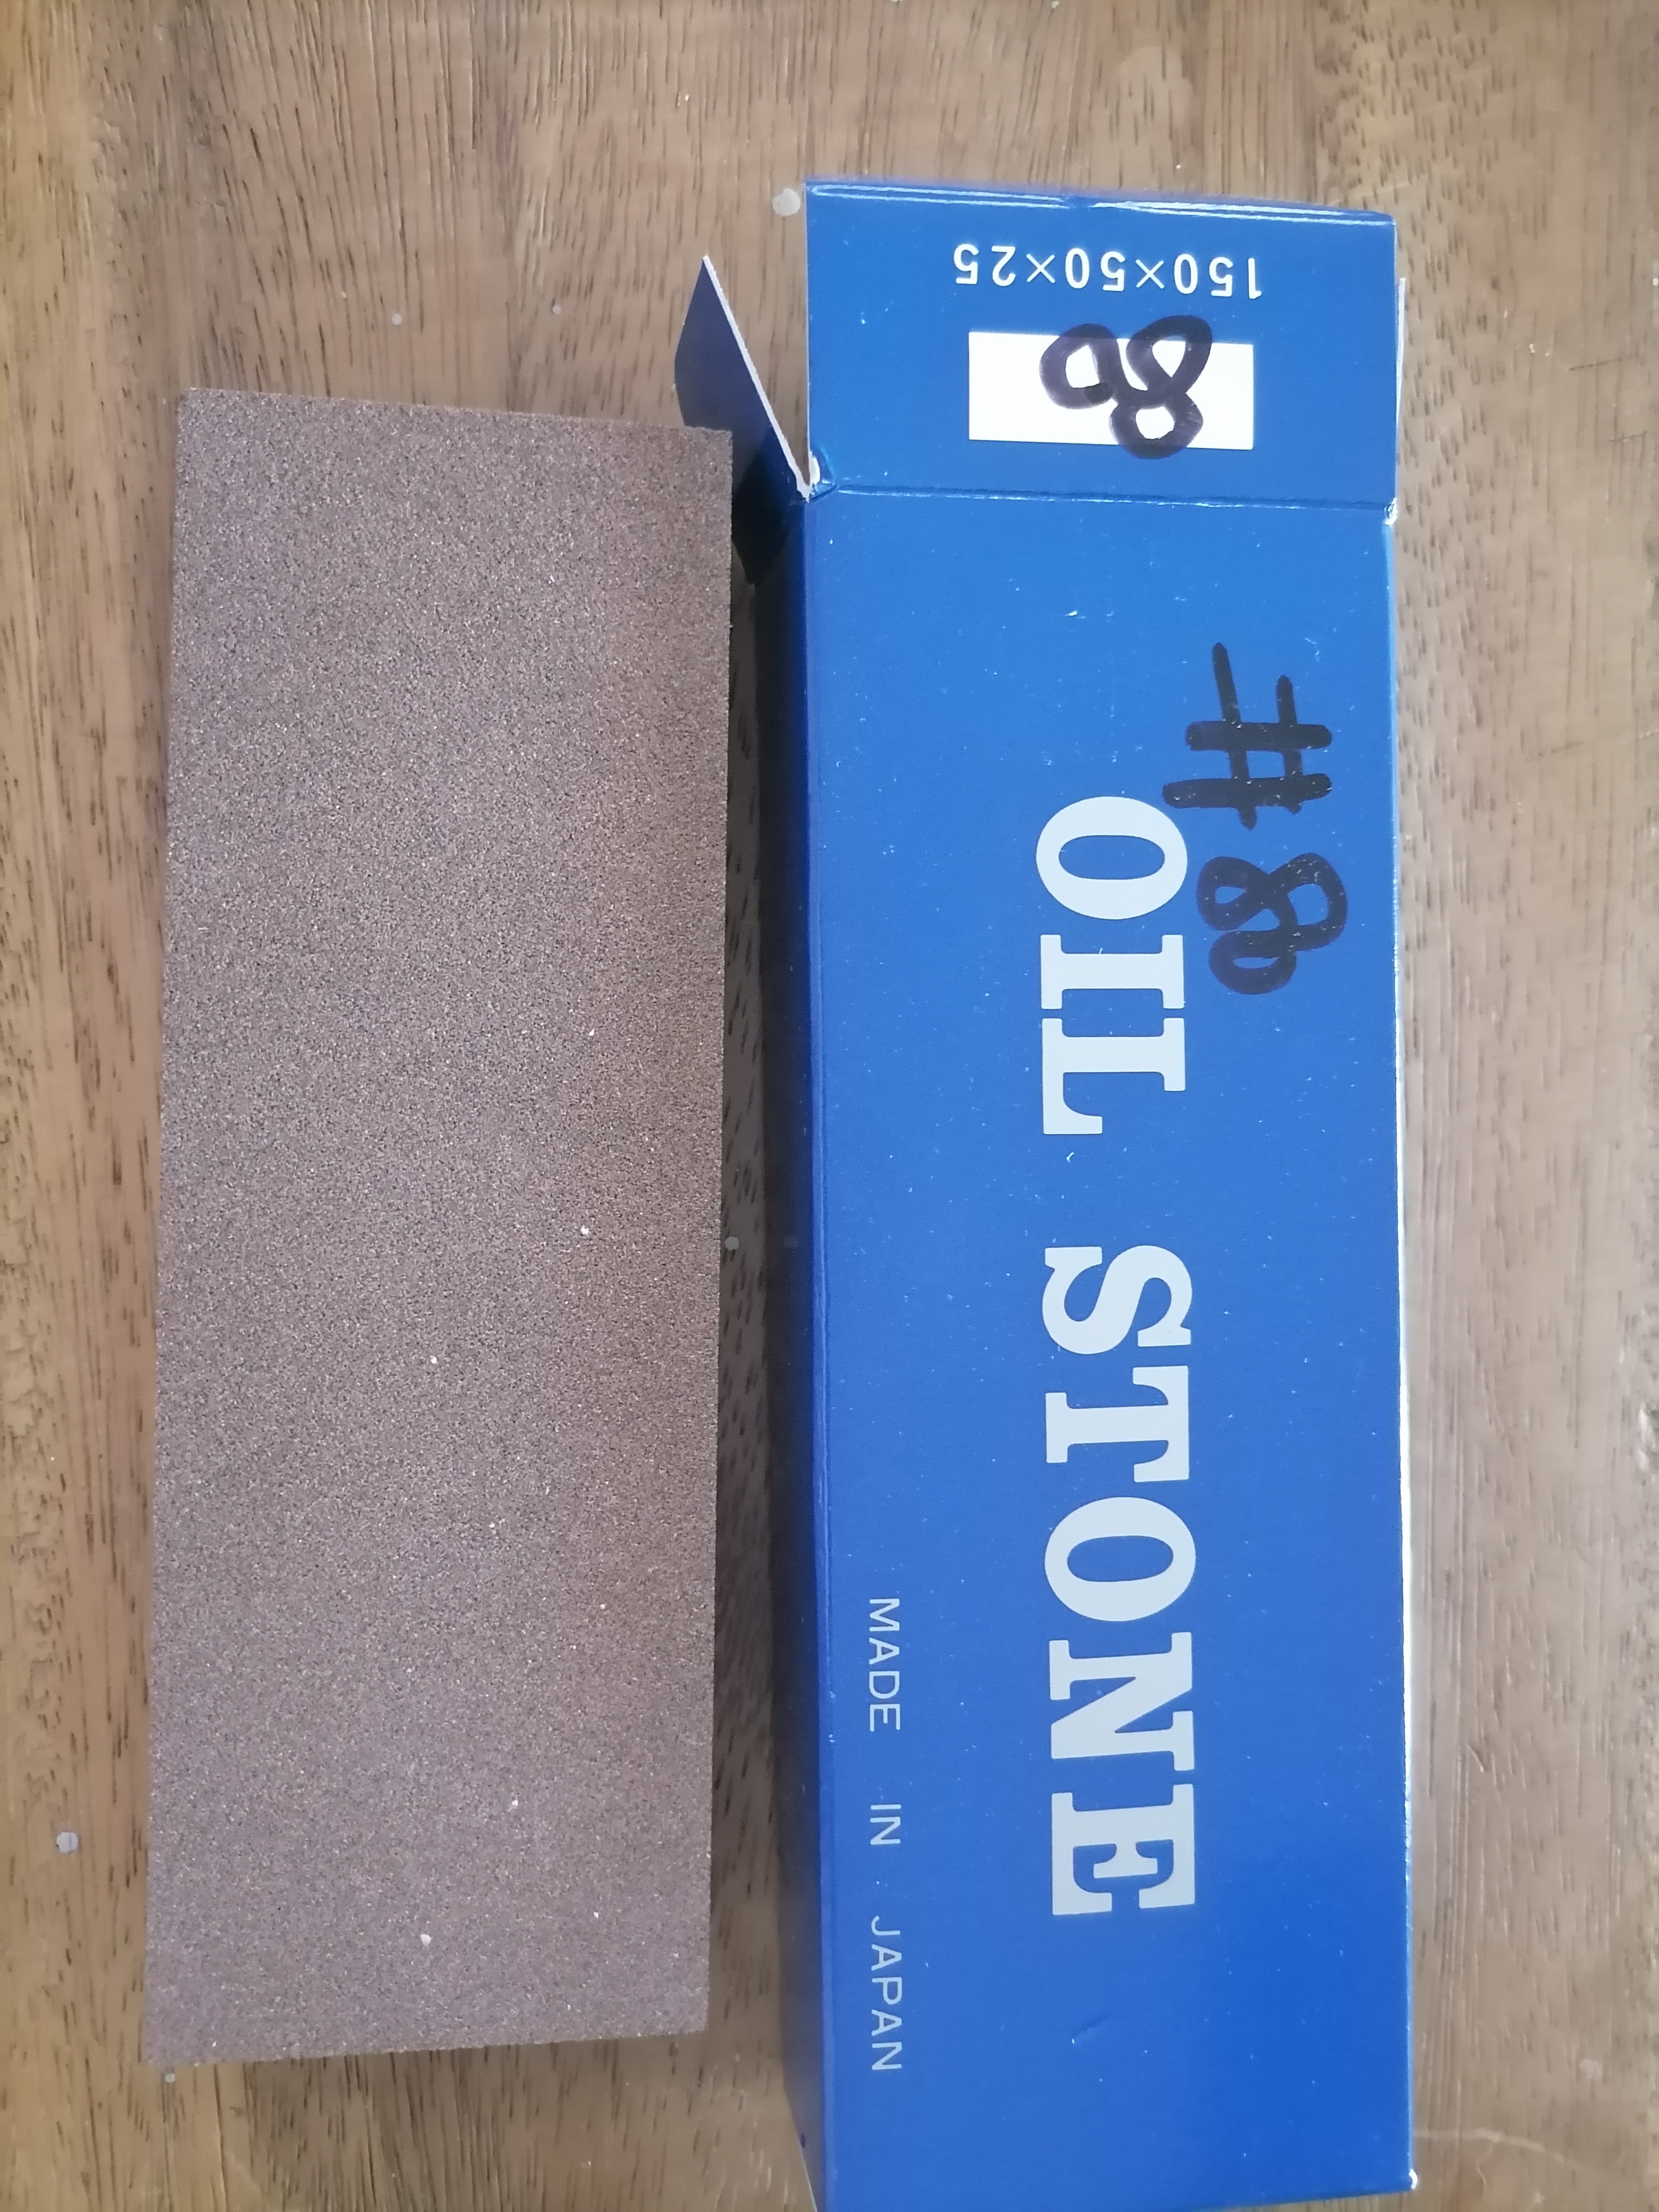 150×50×25
80
#80
OIL STONE
MADE IN JAPAN